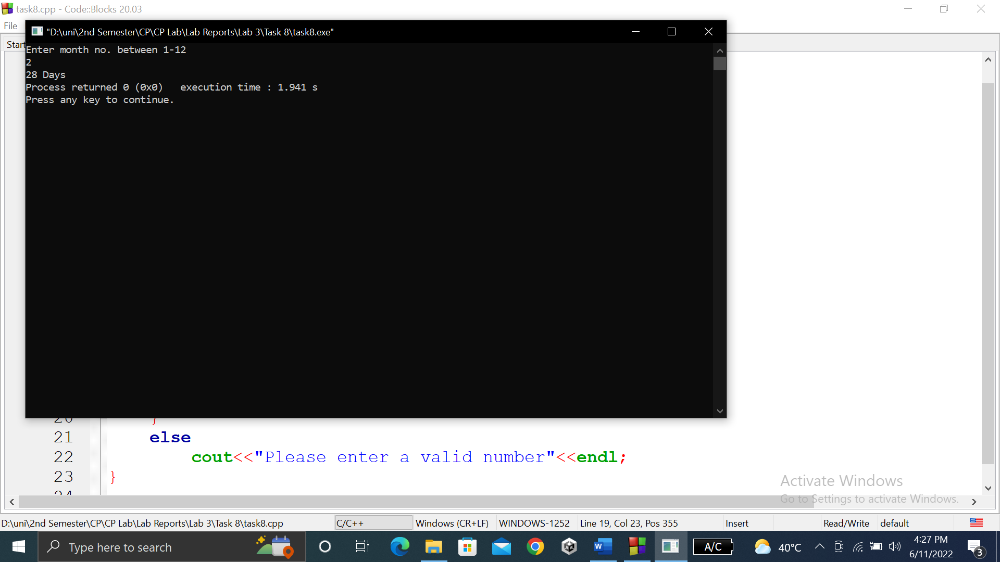 task8.cpp - Code::Blocks 20.03
File
"D:\uni\2nd Semester\CP\CP Lab\Lab Reports\Lab 3\Task 8\task8.exe"
Start
Enter month no. between 1-12
2
28 Days
Process returned 0 (0x0)   execution time : 1.941 s
Press any key to continue.
20 }
21 else
22 cout<<"Please enter a valid number"<<endl;
23 }
24
Activate Windows
Go to Settings to activate Windows.
D:\uni\2nd Semester\CP\CP Lab\Lab Reports\Lab 3\Task 8\task8.cpp C/C++ Windows (CR+LF) WINDOWS-1252 Line 19, Col 23, Pos 355 Insert Read/Write default
Type here to search
W
A/C
40°C
4:27 PM
6/11/2022
3